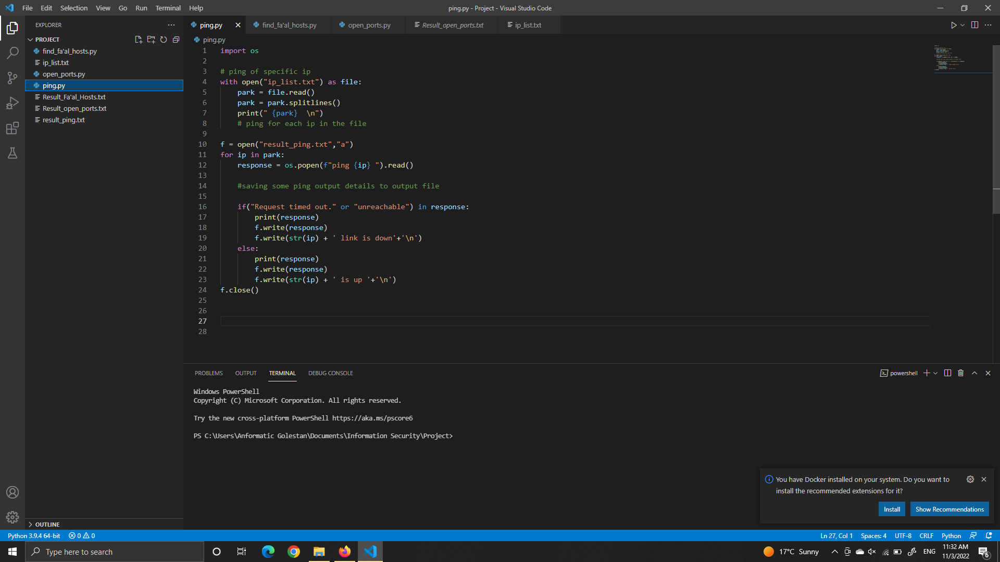 File Edit Selection View Go Run Terminal Help
ping.py - Project - Visual Studio Code
EXPLORER
PROJECT
find_fa'al_hosts.py
ip_list.txt
open_ports.py
ping.py
Result_Fa'al_Hosts.txt
Result_open_ports.txt
result_ping.txt
OUTLINE
ping.py find_fa'al_hosts.py open_ports.py Result_open_ports.txt ip_list.txt
ping.py
1 import os
2
3 # ping of specific ip
4 with open("ip_list.txt") as file:
5 park = file.read()
6 park = park.splitlines()
7 print(" {park}  \n")
8 # ping for each ip in the file
9
10 f = open("result_ping.txt","a")
11 for ip in park:
12 response = os.popen(f"ping {ip} ").read()
13
14 #saving some ping output details to output file
15
16 if("Request timed out." or "unreachable") in response:
17 print(response)
18 f.write(response)
19 f.write(str(ip) + ' link is down'+'\n')
20 else:
21 print(response)
22 f.write(response)
23 f.write(str(ip) + ' is up '+'\n')
24 f.close()
25
26
27
28
PROBLEMS OUTPUT TERMINAL DEBUG CONSOLE
powershell
Windows PowerShell
Copyright (C) Microsoft Corporation. All rights reserved.
Try the new cross-platform PowerShell https://aka.ms/pscore6
PS C:\Users\Anformatic Golestan\Documents\Information Security\Project>
You have Docker installed on your system. Do you want to
install the recommended extensions for it?
Install Show Recommendations
Python 3.9.4 64-bit 0 0
Ln 27, Col 1 Spaces: 4 UTF-8 CRLF Python
Type here to search
17°C Sunny
ENG
11:32 AM
11/3/2022
6